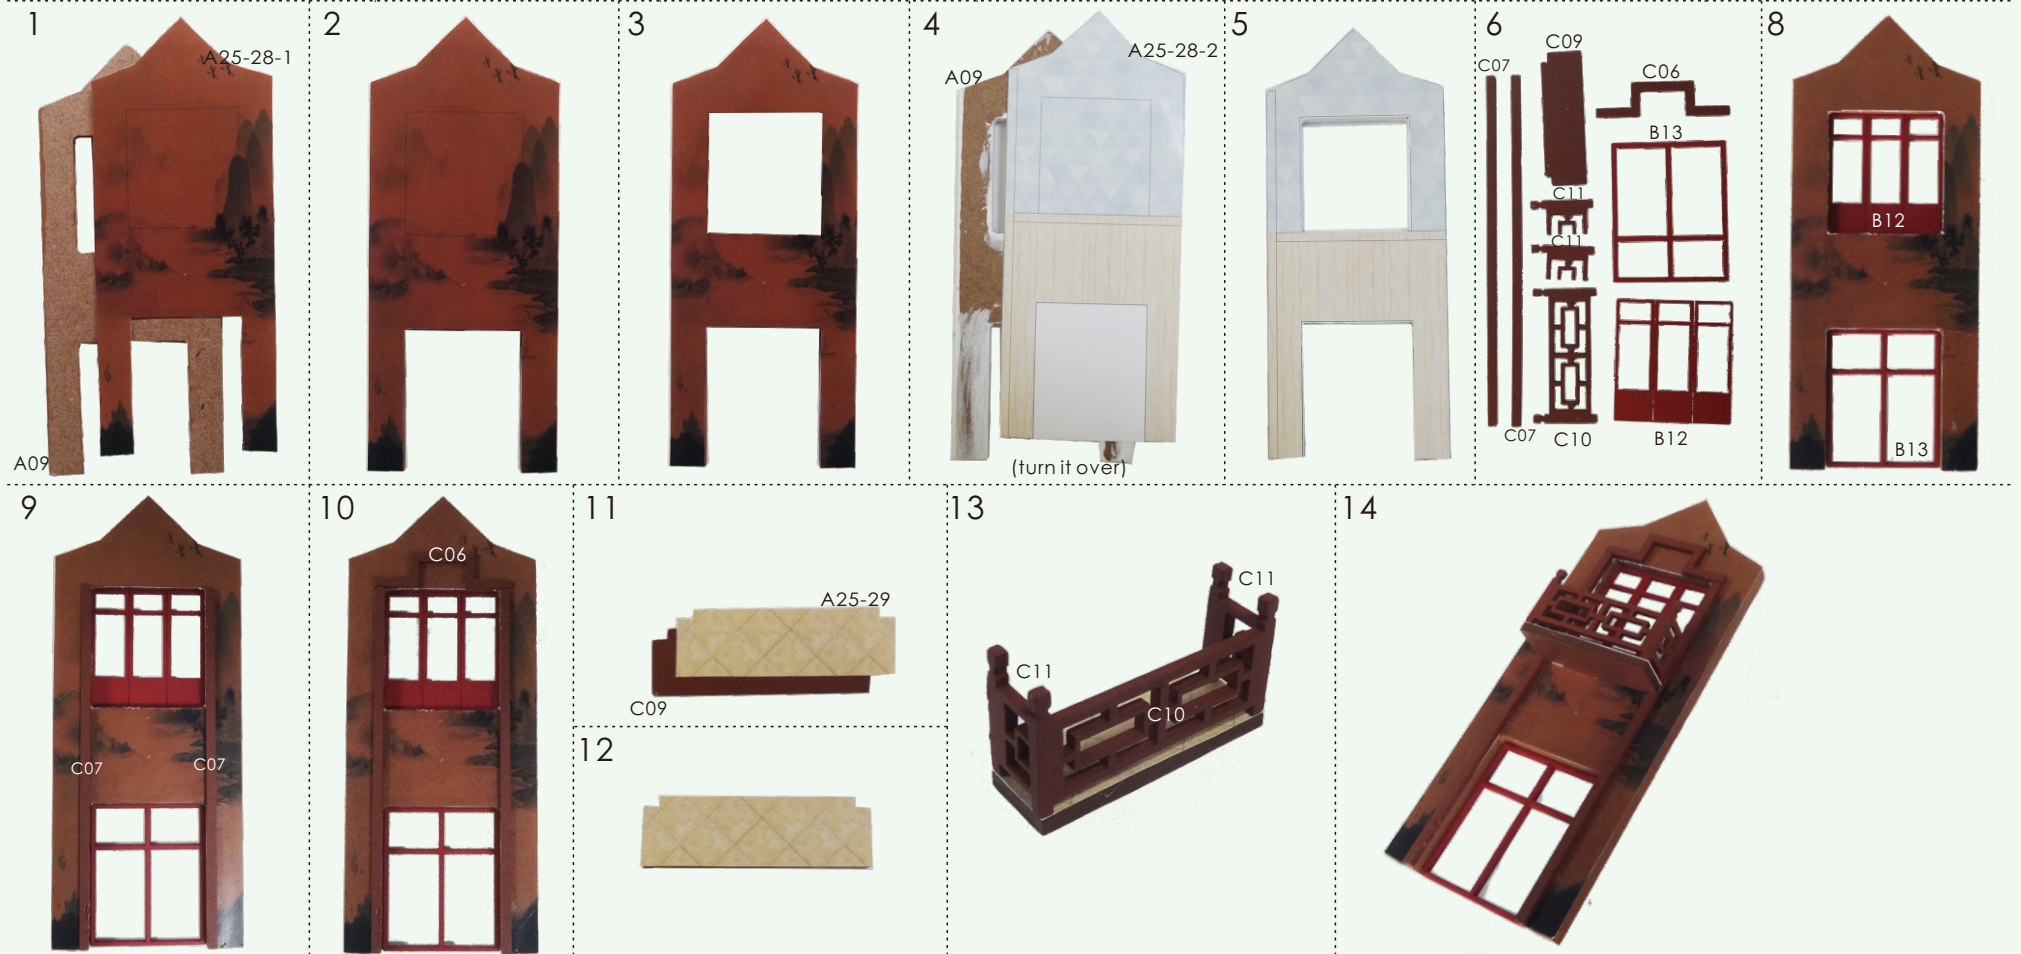 1
A25-28-1
A09
2
3
4
A25-28-2
A09
(turn it over)
5
6
C09
C07
C06
B13
C11
C11
C07
C10
B12
8
B12
B13
9
C07
C07
10
C06
11
A25-29
C09
12
13
C11
C11
C10
14